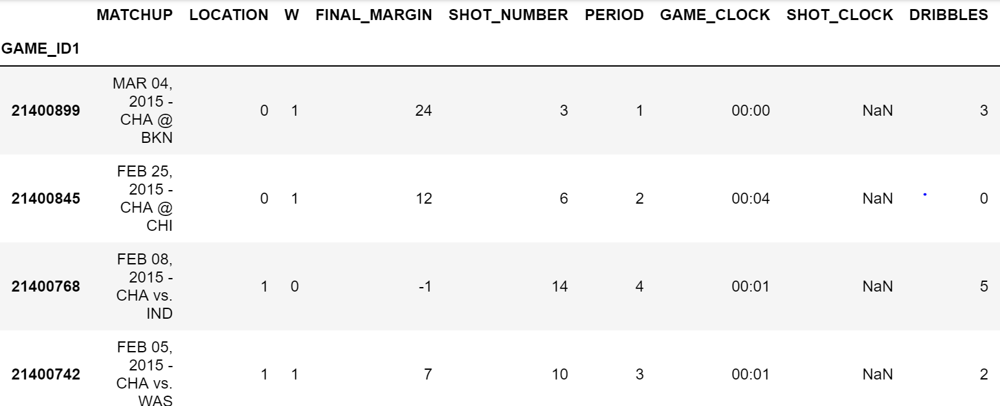 MATCHUP LOCATION W FINAL_MARGIN SHOT_NUMBER PERIOD GAME_CLOCK SHOT_CLOCK DRIBBLES
GAME_ID1
MAR 04,
2015 -
21400899 CHA @ 0 1 24 3 1 00:00 NaN 3
BKN
FEB 25,
2015 -
21400845 CHA @ 0 1 12 6 2 00:04 NaN 0
CHI
FEB 08,
2015 -
21400768 CHA vs. 1 0 -1 14 4 00:01 NaN 5
IND
FEB 05,
2015 -
21400742 CHA vs. 1 1 7 10 3 00:01 NaN 2
WAS